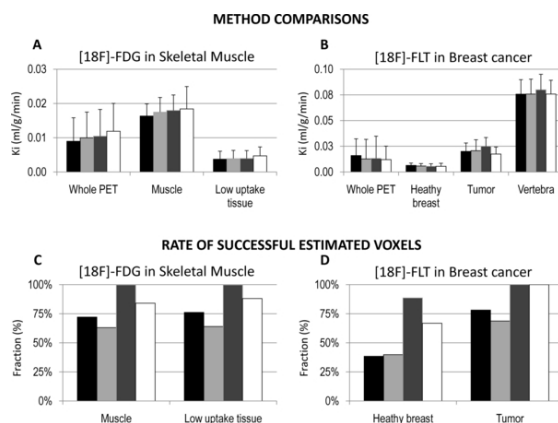 METHOD COMPARISONS
A
[18F]-FDG in Skeletal Muscle
Ki (ml/g/min)
0.03
0.02
0.01
0.00
Whole PET
Muscle
Low uptake
tissue
B
[18F]-FLT in Breast cancer
Ki (ml/g/min)
0.10
0.08
0.05
0.03
0.00
Whole PET
Heathy
breast
Tumor
Vertebra
RATE OF SUCCESSFUL ESTIMATED VOXELS
C
[18F]-FDG in Skeletal Muscle
Fraction (%)
100%
75%
50%
25%
0%
Muscle
Low uptake tissue
D
[18F]-FLT in Breast cancer
Fraction (%)
100%
75%
50%
25%
0%
Heathy breast
Tumor